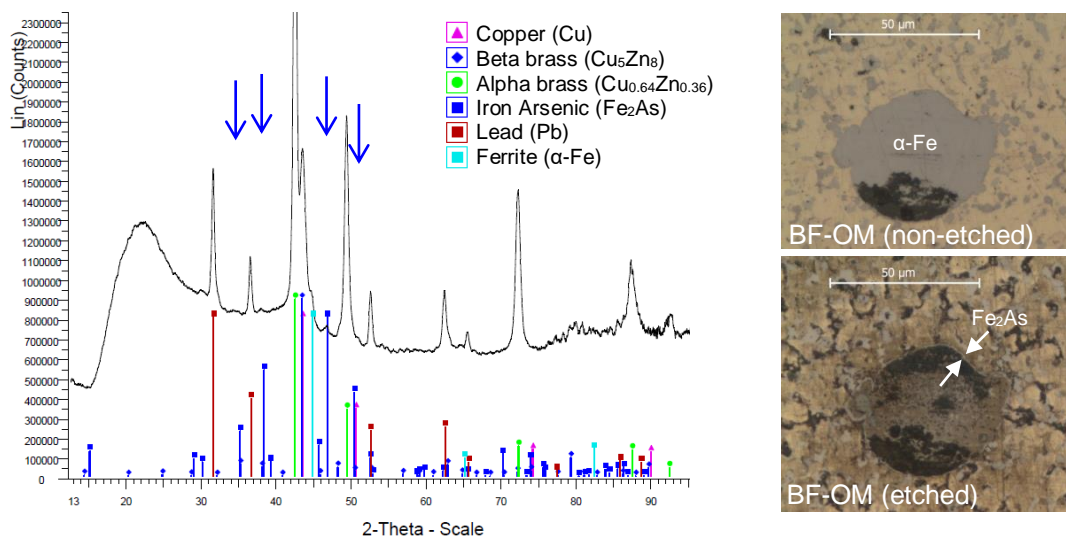 Lin (Counts)
2300000
2200000
2100000
2000000
1900000
1800000
1700000
1600000
1500000
1400000
1300000
1200000
1100000
1000000
900000
800000
700000
600000
500000
400000
300000
200000
100000
0
13
20
30
40
50
60
70
80
90
2-Theta - Scale
Copper (Cu)
Beta brass (Cu₅Zn₈)
Alpha brass (Cu₀.₆₄Zn₀.₃₆)
Iron Arsenic (Fe₂As)
Lead (Pb)
Ferrite (α-Fe)
50 µm
α-Fe
BF-OM (non-etched)
50 µm
Fe₂As
BF-OM (etched)